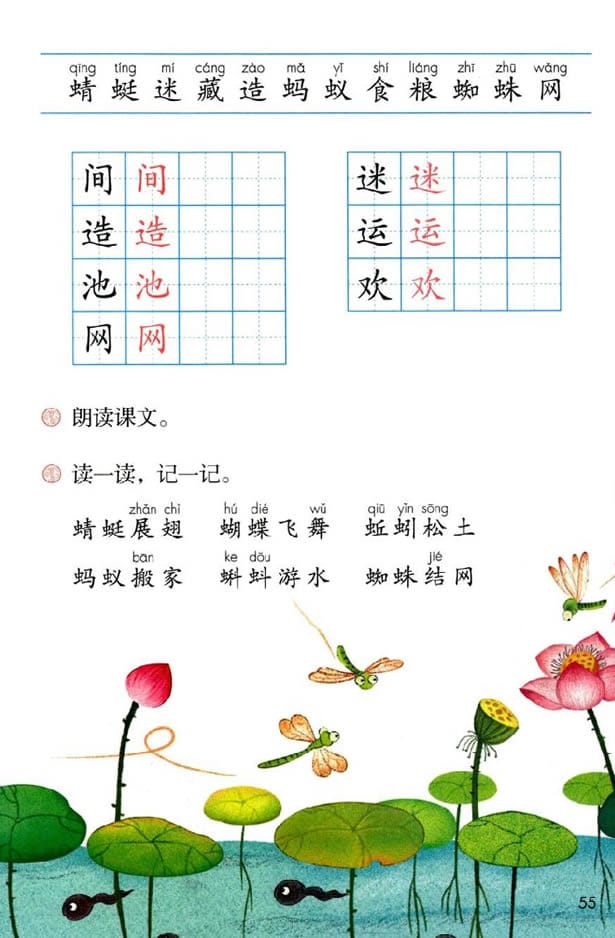 qīng tíng mí cáng zào mǎ yǐ shí liáng zhī zhū wǎng
蜻 蜓 迷 藏 造 蚂 蚁 食 粮 蜘 蛛 网
间 间 迷 迷
造 造 运 运
池 池 欢 欢
网 网
朗读课文。
读一读，记一记。
zhǎn chì hú dié wǔ qiū yǐn sōng
蜻蜓展翅 蝴蝶飞舞 蚯蚓松土
bān ke dǒu jié
蚂蚁搬家 蝌蚪游水 蜘蛛结网
55